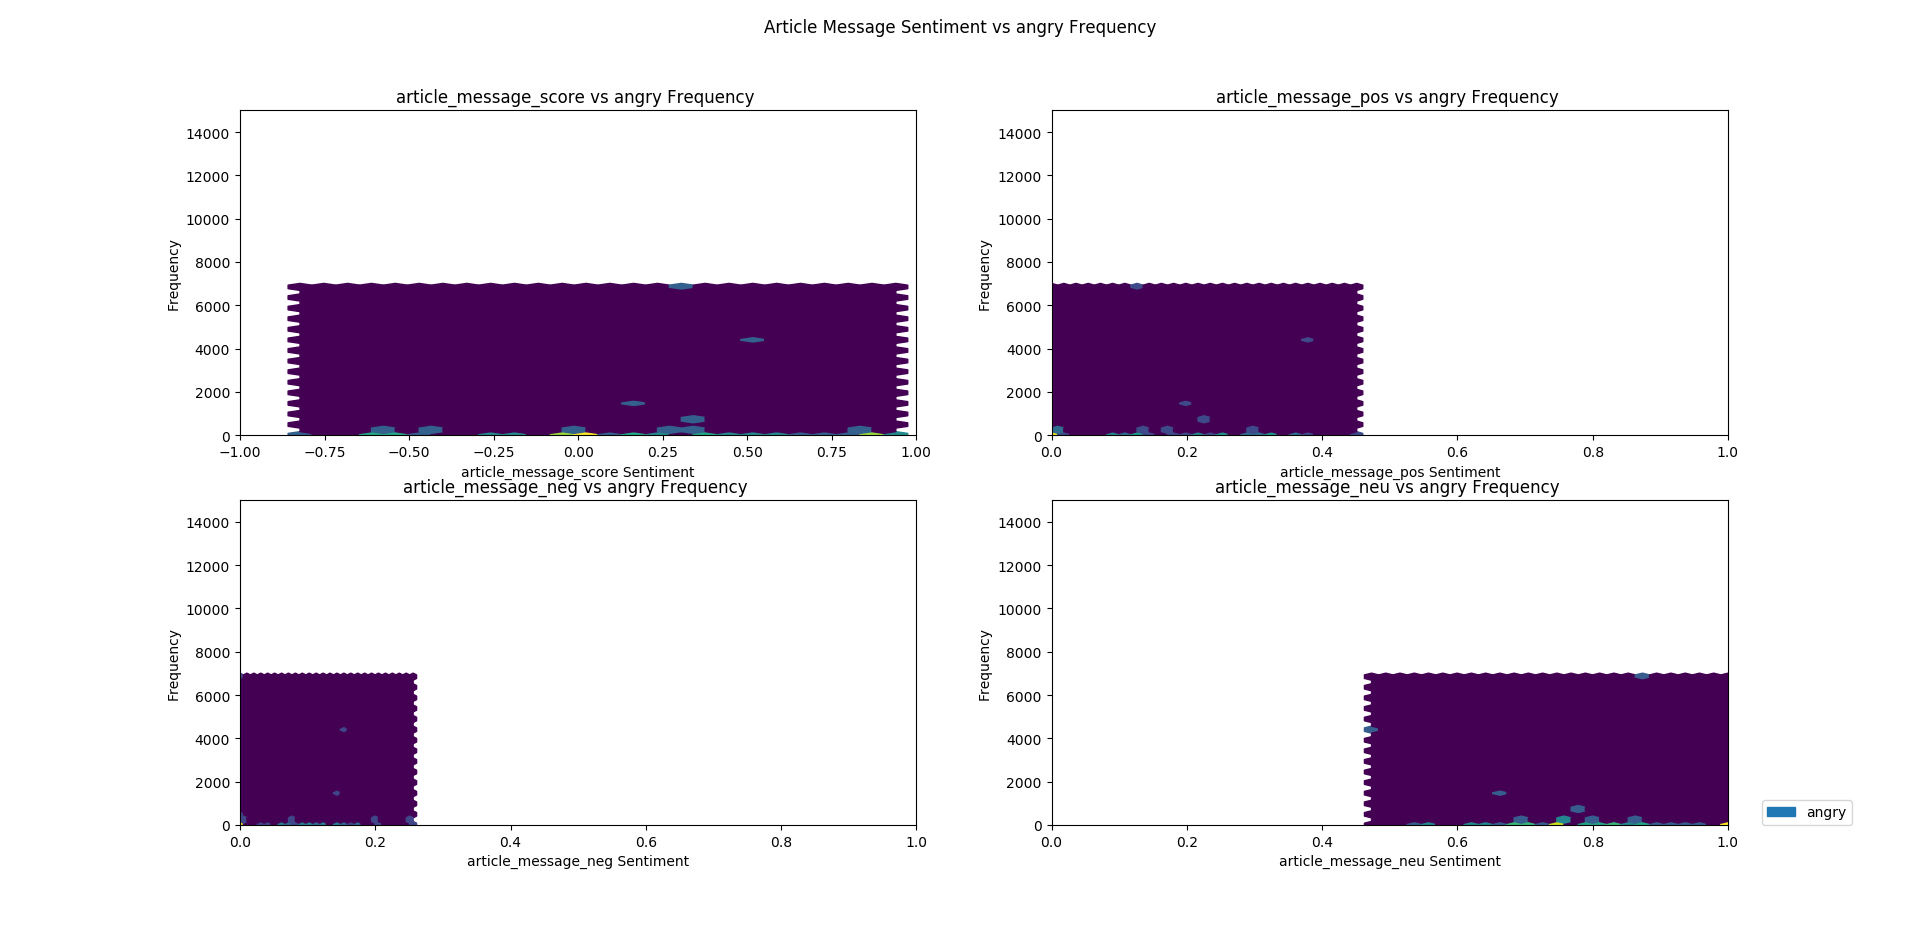 Article Message Sentiment vs angry Frequency
article_message_score vs angry Frequency
14000
12000
10000
8000
6000
4000
2000
0
Frequency
−1.00 −0.75 −0.50 −0.25 0.00 0.25 0.50 0.75 1.00
article_message_score Sentiment
article_message_pos vs angry Frequency
14000
12000
10000
8000
6000
4000
2000
0
Frequency
0.0 0.2 0.4 0.6 0.8 1.0
article_message_pos Sentiment
article_message_neg vs angry Frequency
14000
12000
10000
8000
6000
4000
2000
0
Frequency
0.0 0.2 0.4 0.6 0.8 1.0
article_message_neg Sentiment
article_message_neu vs angry Frequency
14000
12000
10000
8000
6000
4000
2000
0
Frequency
0.0 0.2 0.4 0.6 0.8 1.0
article_message_neu Sentiment
angry